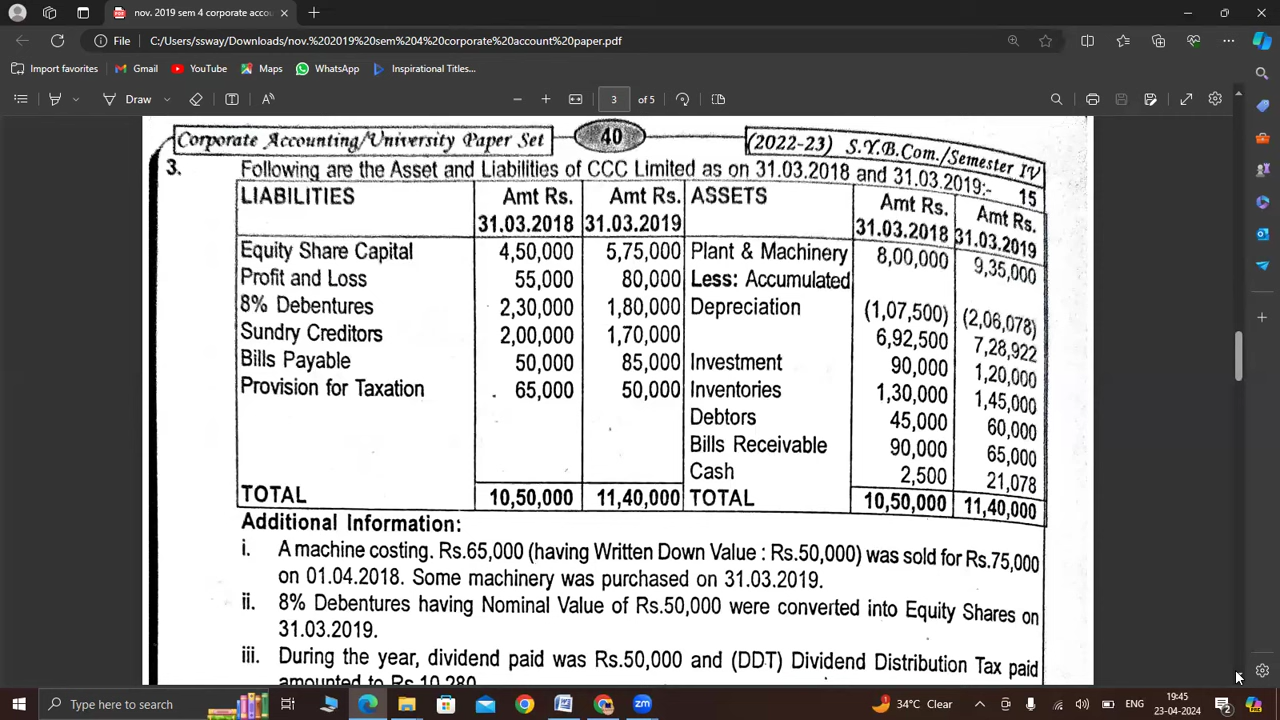 nov. 2019 sem 4 corporate acco
File C:/Users/ssway/Downloads/nov.%202019%20sem%204%20corporate%20account%20paper.pdf
Import favorites Gmail YouTube Maps WhatsApp Inspirational Titles...
Draw 3 of 5
Corporate Accounting/University Paper Set 40 (2022-23) S.Y.B.Com./Semester IV
3. Following are the Asset and Liabilities of CCC Limited as on 31.03.2018 and 31.03.2019:- 15
LIABILITIES Amt Rs. Amt Rs. ASSETS Amt Rs. Amt Rs.
31.03.2018 31.03.2019 31.03.2018 31.03.2019
Equity Share Capital 4,50,000 5,75,000 Plant & Machinery 8,00,000 9,35,000
Profit and Loss 55,000 80,000 Less: Accumulated
8% Debentures 2,30,000 1,80,000 Depreciation (1,07,500) (2,06,078)
Sundry Creditors 2,00,000 1,70,000 6,92,500 7,28,922
Bills Payable 50,000 85,000 Investment 90,000 1,20,000
Provision for Taxation 65,000 50,000 Inventories 1,30,000 1,45,000
Debtors 45,000 60,000
Bills Receivable 90,000 65,000
Cash 2,500 21,078
TOTAL 10,50,000 11,40,000 TOTAL 10,50,000 11,40,000
Additional Information:
i. A machine costing. Rs.65,000 (having Written Down Value : Rs.50,000) was sold for Rs.75,000
on 01.04.2018. Some machinery was purchased on 31.03.2019.
ii. 8% Debentures having Nominal Value of Rs.50,000 were converted into Equity Shares on
31.03.2019.
iii. During the year, dividend paid was Rs.50,000 and (DDT) Dividend Distribution Tax paid
amounted to Rs.10,280
Type here to search 34°C Clear ENG 19:45
23-04-2024